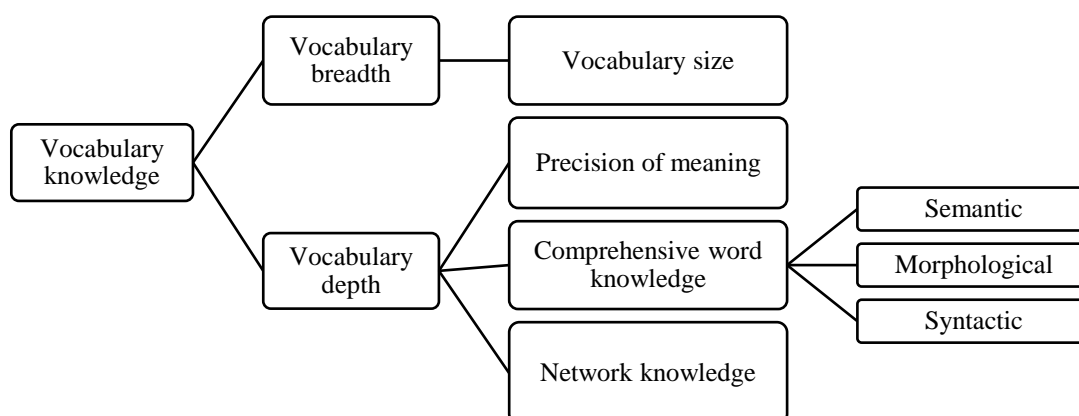 Vocabulary
knowledge
Vocabulary
breadth
Vocabulary size
Vocabulary
depth
Precision of meaning
Comprehensive word
knowledge
Semantic
Morphological
Syntactic
Network knowledge